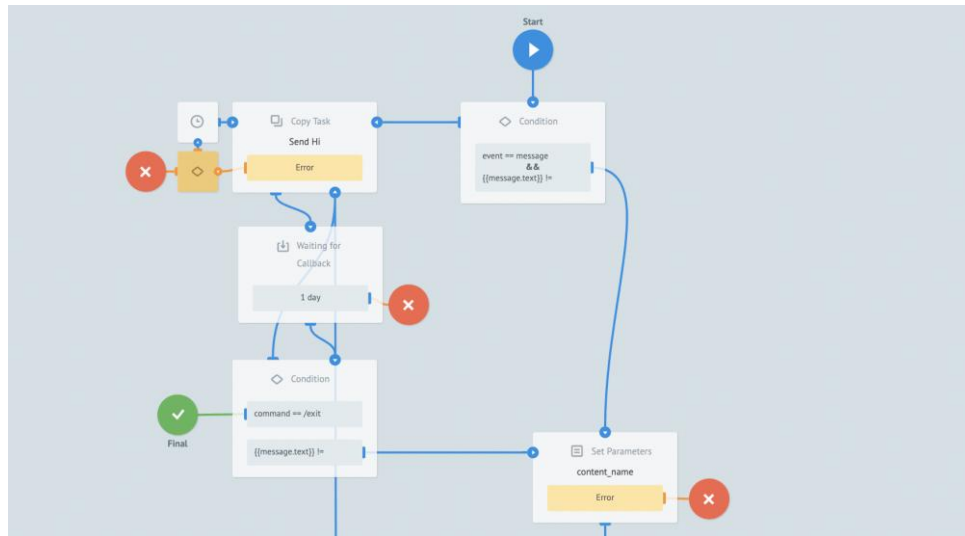 Start
Copy Task
Send Hi
Error
Condition
event == message
&&
{{message.text}} !=
Waiting for
Callback
1 day
Condition
command == /exit
{{message.text}} !=
Final
Set Parameters
content_name
Error